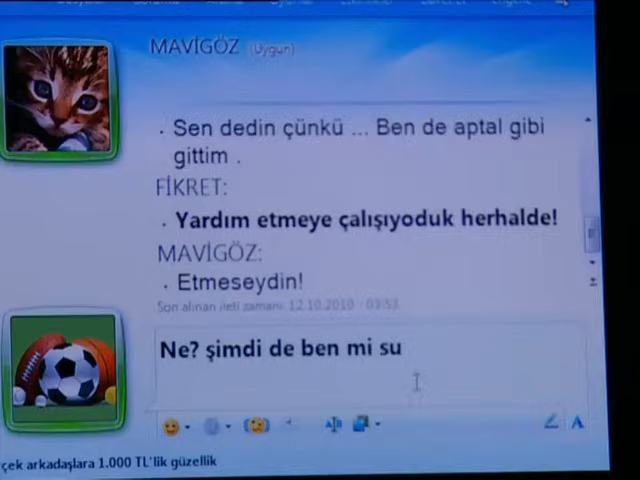 MAVİGÖZ (Uygun)
. Sen dedin çünkü ... Ben de aptal gibi
gittim .
FİKRET:
. Yardım etmeye çalışıyoduk herhalde!
MAVİGÖZ:
. Etmeseydin!
Son alınan ileti zamanı: 12.10.2010 - 03:53
Ne? şimdi de ben mi su
çek arkadaşlara 1.000 TL'lik güzellik